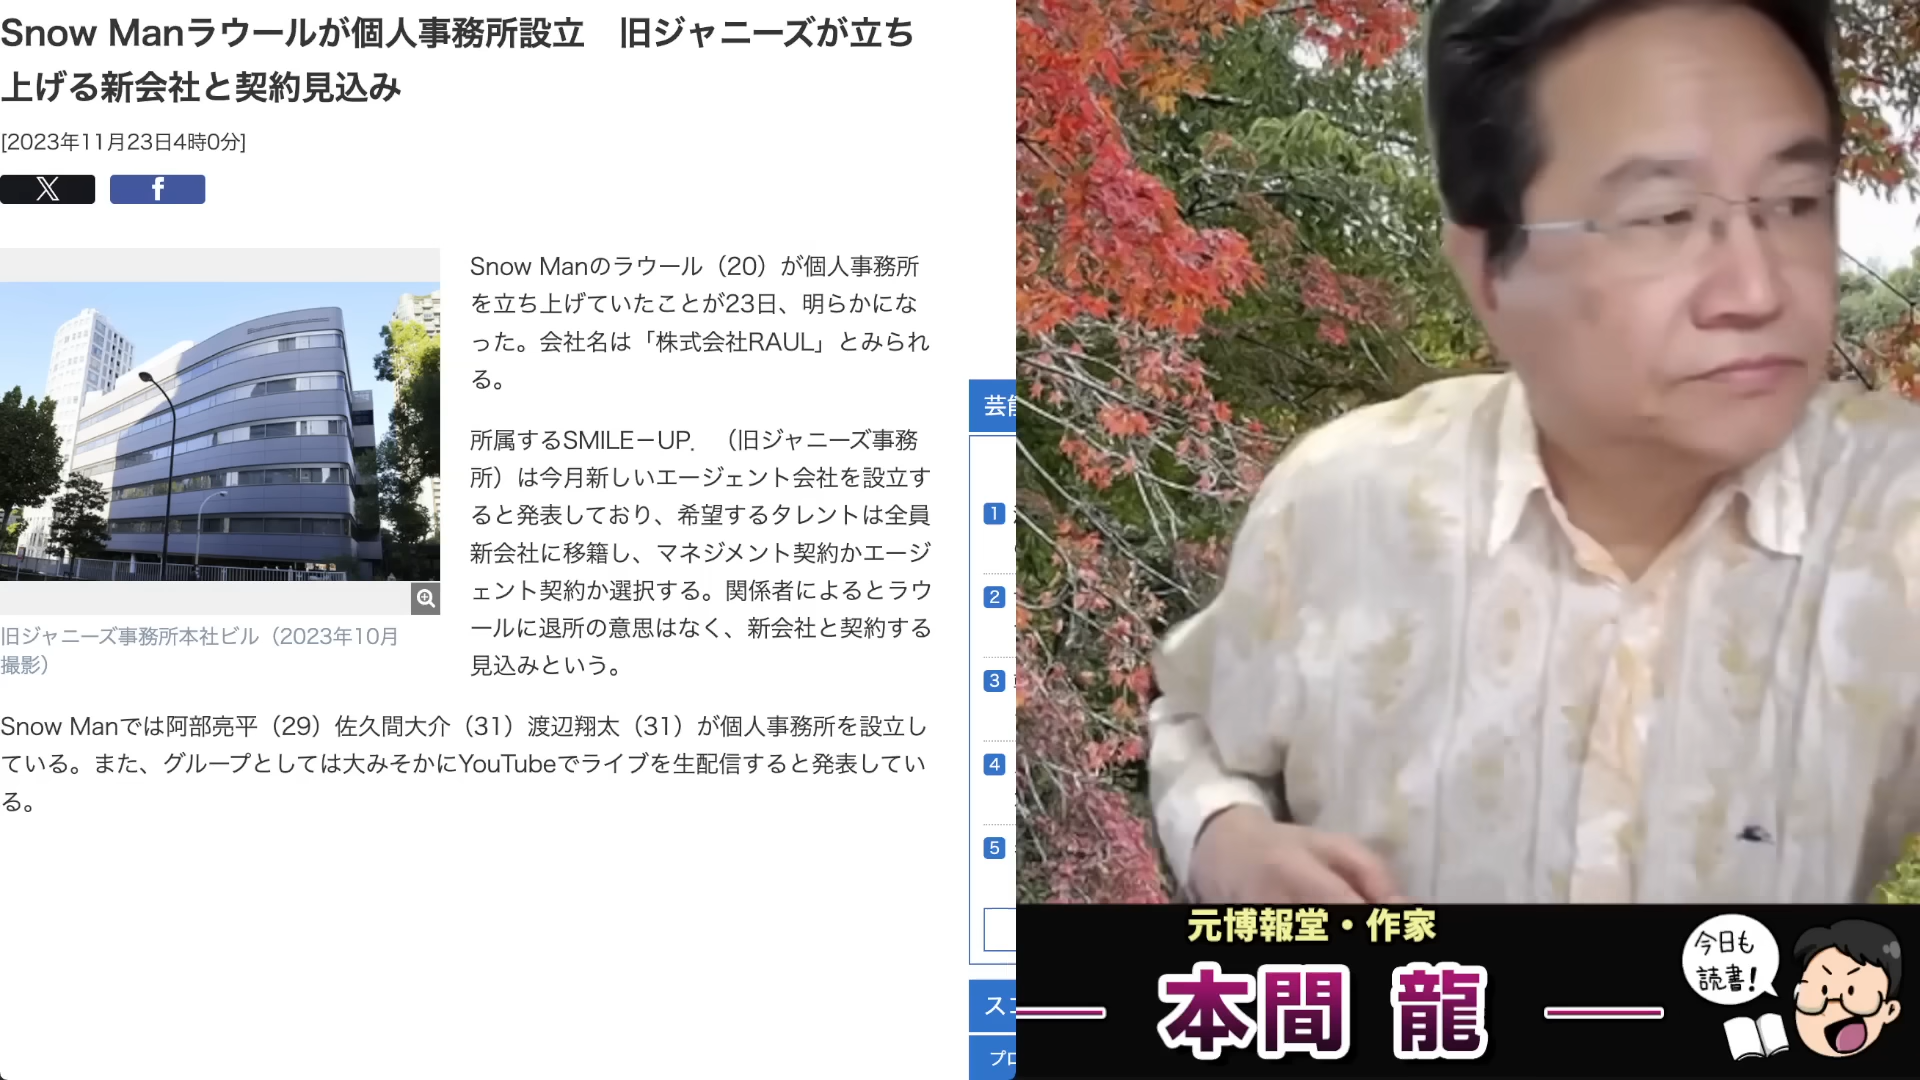 Snow Manラウールが個人事務所設立　旧ジャニーズが立ち
上げる新会社と契約見込み
[2023年11月23日4時0分]
X f
Snow Manのラウール（20）が個人事務所
を立ち上げていたことが23日、明らかにな
った。会社名は「株式会社RAUL」とみられ
る。
所属するSMILE－UP．（旧ジャニーズ事務
所）は今月新しいエージェント会社を設立す
ると発表しており、希望するタレントは全員
新会社に移籍し、マネジメント契約かエージ
ェント契約か選択する。関係者によるとラウ
ールに退所の意思はなく、新会社と契約する
見込みという。
旧ジャニーズ事務所本社ビル（2023年10月
撮影）
Snow Manでは阿部亮平（29）佐久間大介（31）渡辺翔太（31）が個人事務所を設立し
ている。また、グループとしては大みそかにYouTubeでライブを生配信すると発表してい
る。
芸能
1
2
3
4
5
スコ
プロ
元博報堂・作家
本間 龍
今日も
読書!